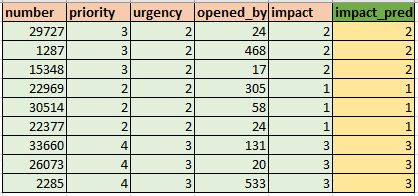 number priority urgency opened_by impact impact_pred
29727 3 2 24 2 2
1287 3 2 468 2 2
15348 3 2 17 2 2
22969 2 2 305 1 1
30514 2 2 58 1 1
22377 2 2 24 1 1
33660 4 3 131 3 3
26073 4 3 20 3 3
2285 4 3 533 3 3